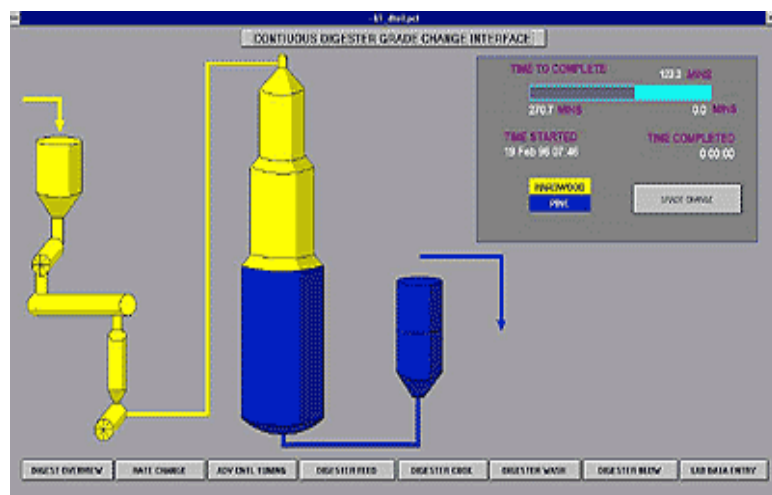 CONTIUOUS DIGESTER GRADE CHANGE INTERFACE
TIME TO COMPLETE
123.3 MINS
270.7 MINS
0.0 MINS
TIME STARTED
TIME COMPLETED
19 Feb 96 07:46
0:00:00
HARDWOOD
PINE
GRADE CHANGE
DIGEST OVERVIEW
RATE CHANGE
ADV CNTL TUNING
DIGESTER FEED
DIGESTER COOK
DIGESTER WASH
DIGESTER BLOW
LAB DATA ENTRY